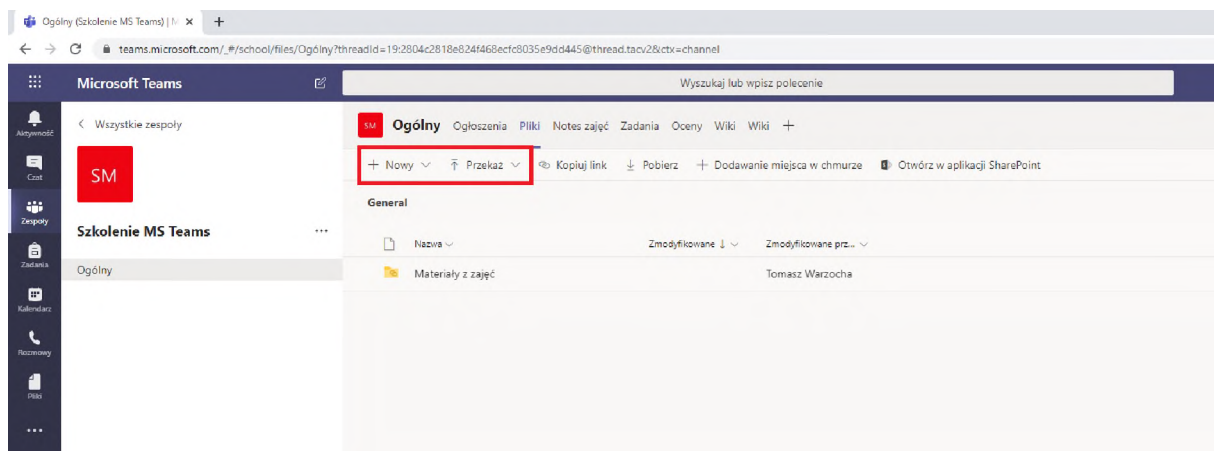 Ogólny (Szkolenie MS Teams) | M
teams.microsoft.com/_#/school/files/Ogólny?threadId=19:2804c2818e824f468ecfc8035e9dd445@thread.tacv2&ctx=channel
Microsoft Teams
Wyszukaj lub wpisz polecenie
Aktywność
Czat
Zespoły
Zadania
Kalendarz
Rozmowy
Pliki
Wszystkie zespoły
SM
Szkolenie MS Teams
Ogólny
SM Ogólny Ogłoszenia Pliki Notes zajęć Zadania Oceny Wiki Wiki +
+ Nowy Przekaż Kopiuj link Pobierz + Dodawanie miejsca w chmurze Otwórz w aplikacji SharePoint
General
Nazwa Zmodyfikowane ↓ Zmodyfikowane prz...
Materiały z zajęć Tomasz Warzocha